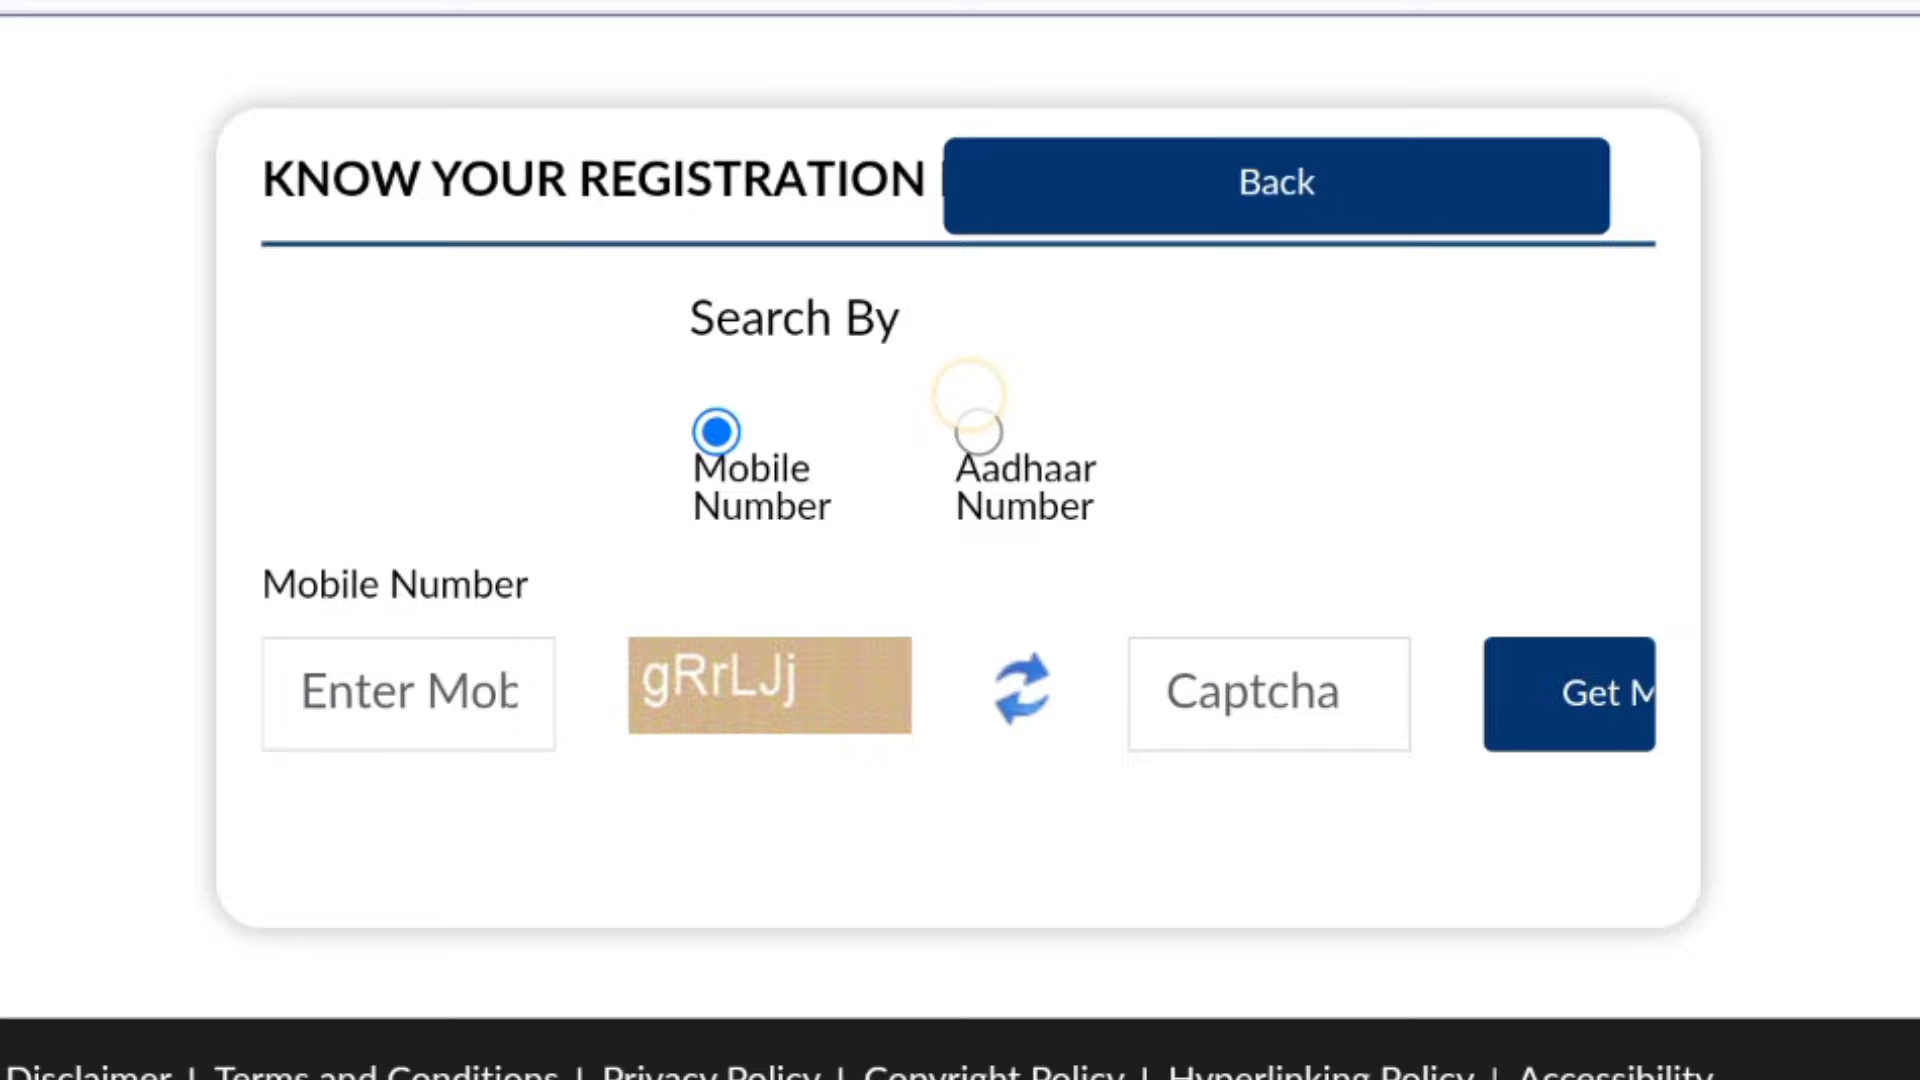 KNOW YOUR REGISTRATION
Back
Search By
Mobile
Number
Aadhaar
Number
Mobile Number
Enter Mob
gRrLJj
Captcha
Get M
Disclaimer | Terms and Conditions | Privacy Policy | Copyright Policy | Hyperlinking Policy | Accessibility